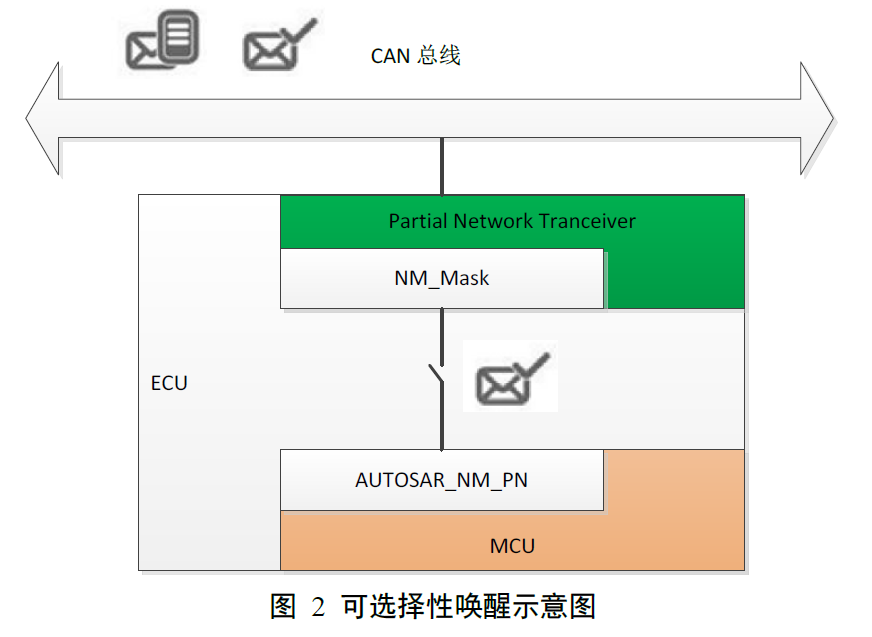 CAN 总线
Partial Network Tranceiver
NM_Mask
ECU
AUTOSAR_NM_PN
MCU
图 2 可选择性唤醒示意图